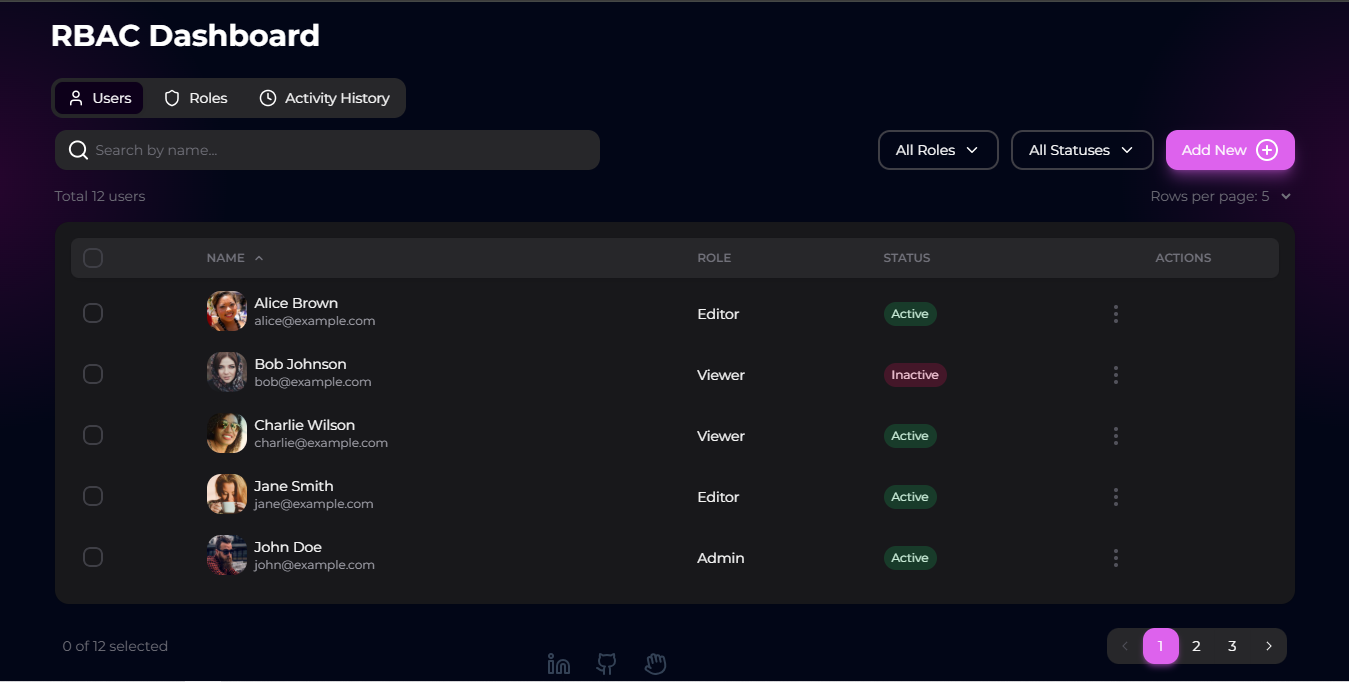 RBAC Dashboard
Users Roles Activity History
Search by name...
All Roles All Statuses Add New
Total 12 users
Rows per page: 5
NAME ROLE STATUS ACTIONS
Alice Brown
alice@example.com
Editor Active
Bob Johnson
bob@example.com
Viewer Inactive
Charlie Wilson
charlie@example.com
Viewer Active
Jane Smith
jane@example.com
Editor Active
John Doe
john@example.com
Admin Active
0 of 12 selected
1 2 3
in